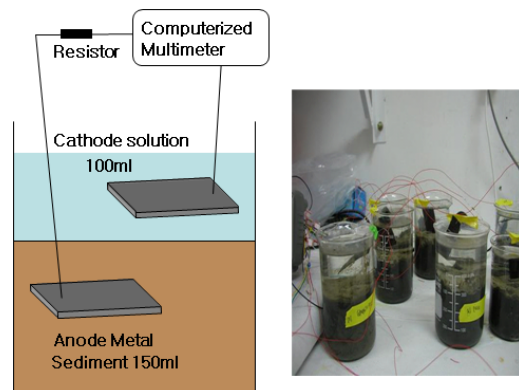 Computerized
Multimeter
Resistor
Cathode solution
100ml
Anode Metal
Sediment 150ml